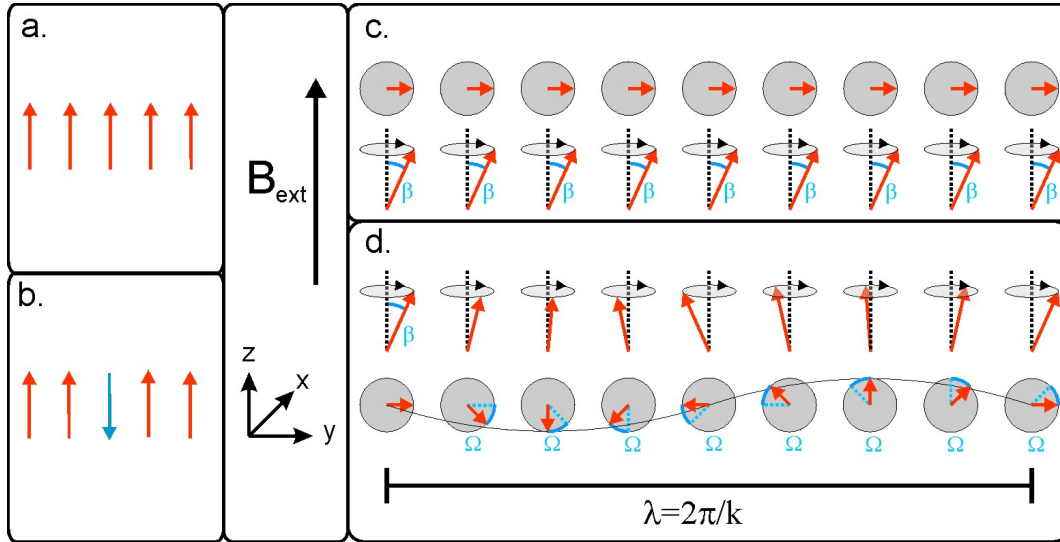 a.
b.
B_ext
z
x
y
c.
β β β β β β β β β
d.
β
Ω Ω Ω Ω Ω Ω Ω Ω
λ=2π/k